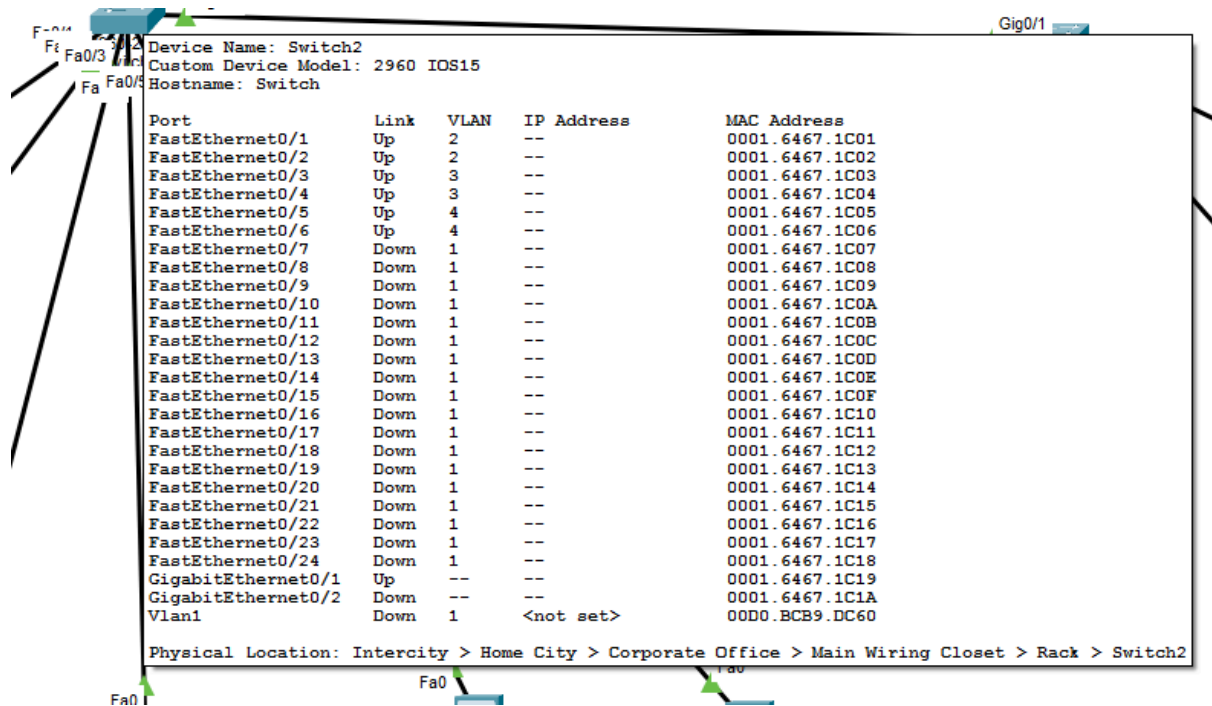 Gig0/1
Fa0/3
Fa
Fa0/5
Device Name: Switch2
Custom Device Model: 2960 IOS15
Hostname: Switch
Port Link VLAN IP Address MAC Address
FastEthernet0/1 Up 2 -- 0001.6467.1C01
FastEthernet0/2 Up 2 -- 0001.6467.1C02
FastEthernet0/3 Up 3 -- 0001.6467.1C03
FastEthernet0/4 Up 3 -- 0001.6467.1C04
FastEthernet0/5 Up 4 -- 0001.6467.1C05
FastEthernet0/6 Up 4 -- 0001.6467.1C06
FastEthernet0/7 Down 1 -- 0001.6467.1C07
FastEthernet0/8 Down 1 -- 0001.6467.1C08
FastEthernet0/9 Down 1 -- 0001.6467.1C09
FastEthernet0/10 Down 1 -- 0001.6467.1C0A
FastEthernet0/11 Down 1 -- 0001.6467.1C0B
FastEthernet0/12 Down 1 -- 0001.6467.1C0C
FastEthernet0/13 Down 1 -- 0001.6467.1C0D
FastEthernet0/14 Down 1 -- 0001.6467.1C0E
FastEthernet0/15 Down 1 -- 0001.6467.1C0F
FastEthernet0/16 Down 1 -- 0001.6467.1C10
FastEthernet0/17 Down 1 -- 0001.6467.1C11
FastEthernet0/18 Down 1 -- 0001.6467.1C12
FastEthernet0/19 Down 1 -- 0001.6467.1C13
FastEthernet0/20 Down 1 -- 0001.6467.1C14
FastEthernet0/21 Down 1 -- 0001.6467.1C15
FastEthernet0/22 Down 1 -- 0001.6467.1C16
FastEthernet0/23 Down 1 -- 0001.6467.1C17
FastEthernet0/24 Down 1 -- 0001.6467.1C18
GigabitEthernet0/1 Up -- -- 0001.6467.1C19
GigabitEthernet0/2 Down -- -- 0001.6467.1C1A
Vlan1 Down 1 <not set> 00D0.BCB9.DC60
Physical Location: Intercity > Home City > Corporate Office > Main Wiring Closet > Rack > Switch2
Fa0
Fa0